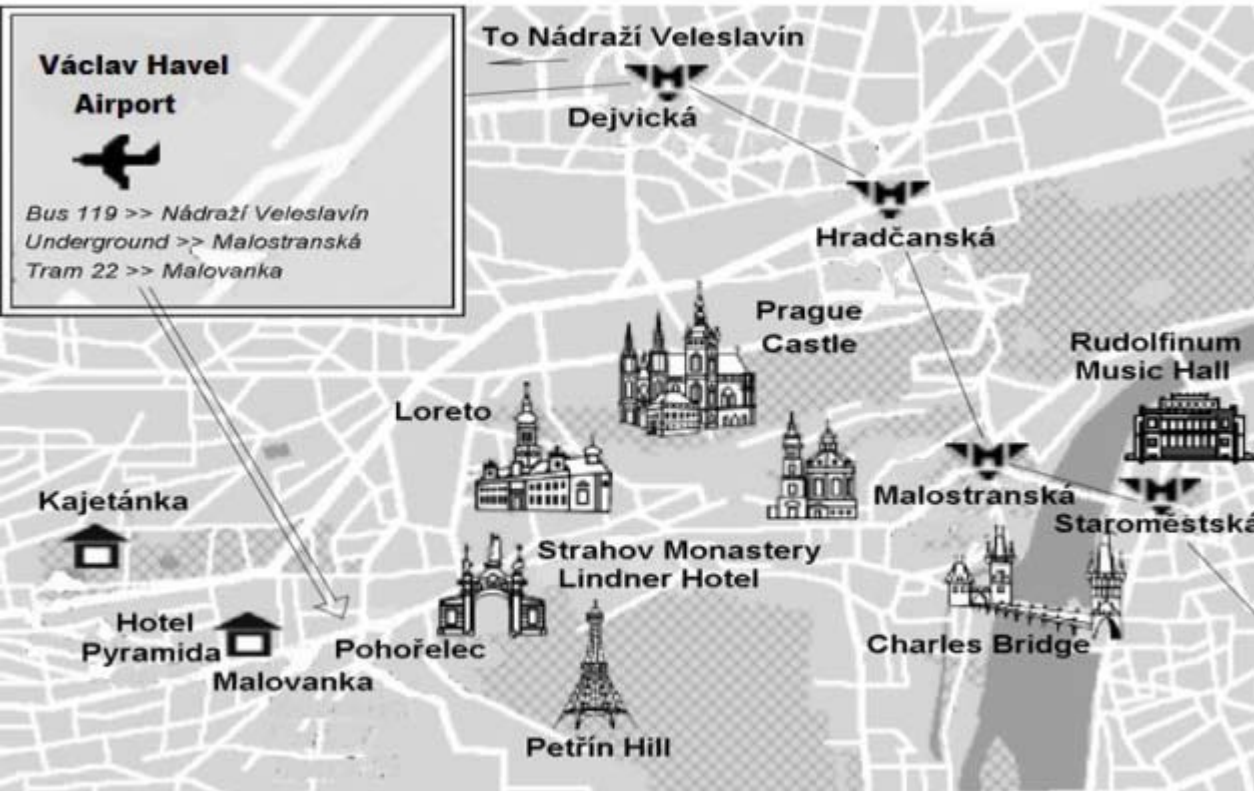 Václav Havel
Airport
Bus 119 >> Nádraží Veleslavín
Underground >> Malostranská
Tram 22 >> Malovanka
To Nádraží Veleslavín
Dejvická
Hradčanská
Prague
Castle
Rudolfinum
Music Hall
Loreto
Malostranská
Staroměstská
Kajetánka
Strahov Monastery
Lindner Hotel
Hotel
Pyramida
Pohořelec
Malovanka
Charles Bridge
Petřín Hill